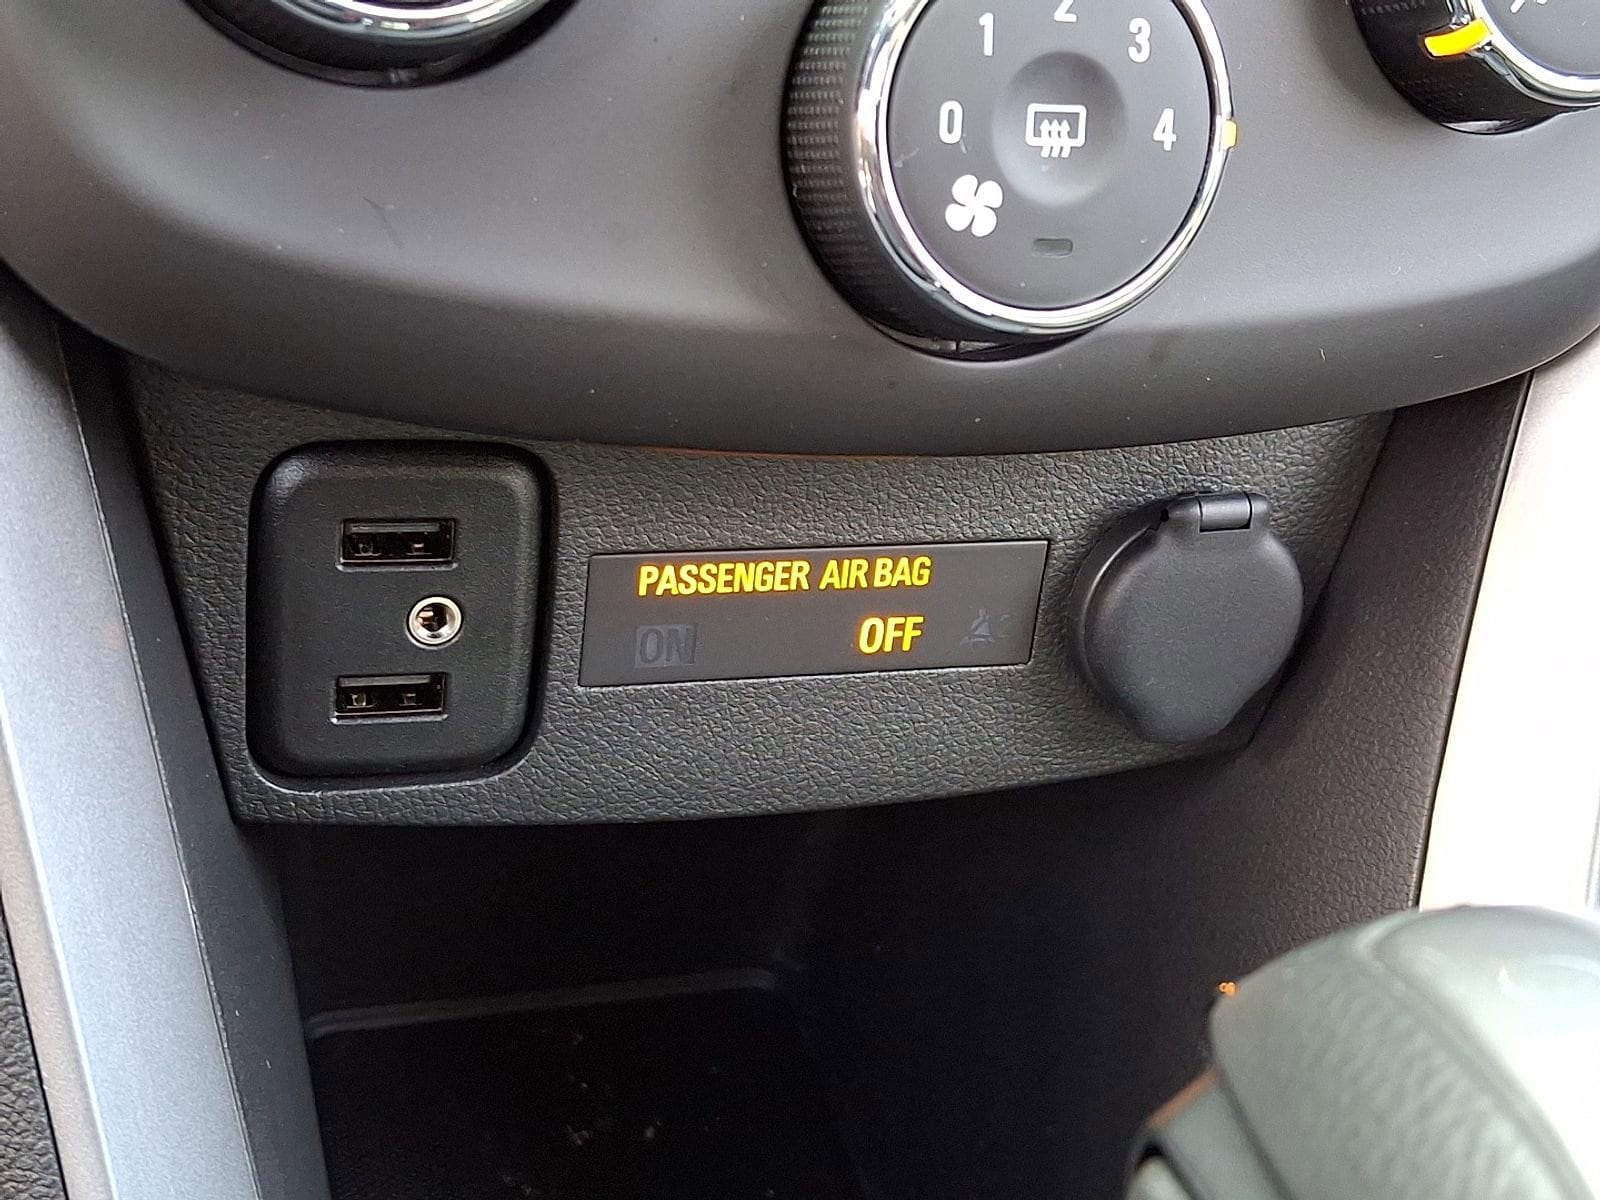 1 2 3
0 4
PASSENGER AIR BAG
ON OFF